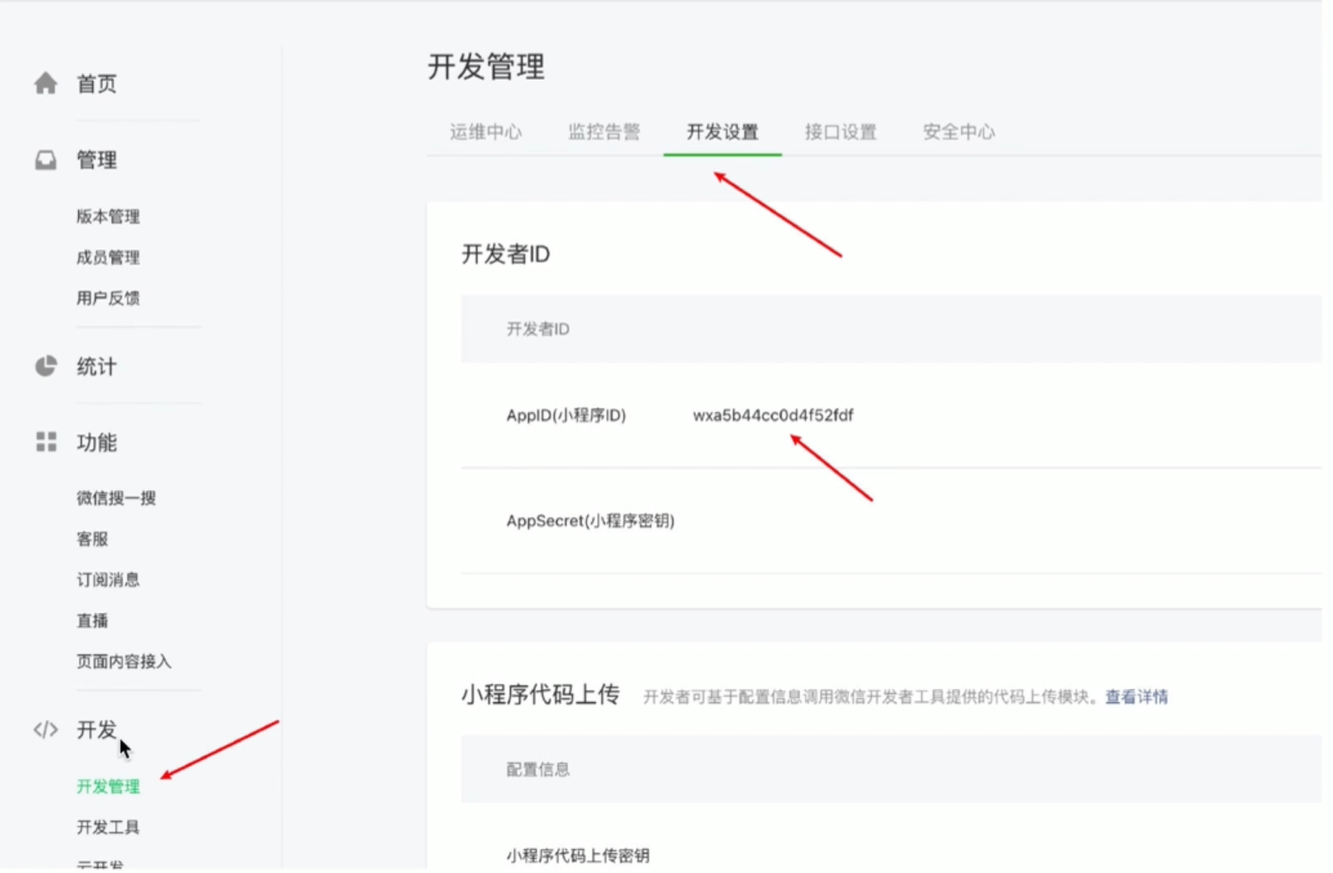 首页
管理
版本管理
成员管理
用户反馈
统计
功能
微信搜一搜
客服
订阅消息
直播
页面内容接入
开发
开发管理
开发工具
云开发
开发管理
运维中心 监控告警 开发设置 接口设置 安全中心
开发者ID
开发者ID
AppID(小程序ID) wxa5b44cc0d4f52fdf
AppSecret(小程序密钥)
小程序代码上传 开发者可基于配置信息调用微信开发者工具提供的代码上传模块。查看详情
配置信息
小程序代码上传密钥